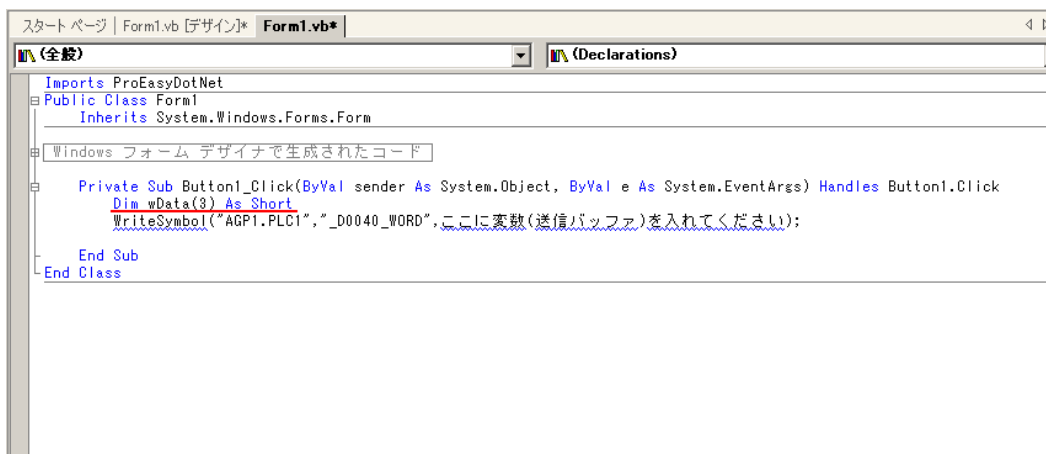 スタート ページ | Form1.vb [デザイン]* Form1.vb*
(全般) (Declarations)
Imports ProEasyDotNet
Public Class Form1
Inherits System.Windows.Forms.Form
Windows フォーム デザイナで生成されたコード
Private Sub Button1_Click(ByVal sender As System.Object, ByVal e As System.EventArgs) Handles Button1.Click
Dim wData(3) As Short
WriteSymbol("AGP1.PLC1","_D0040_WORD",ここに変数(送信バッファ)を入れてください);
End Sub
End Class